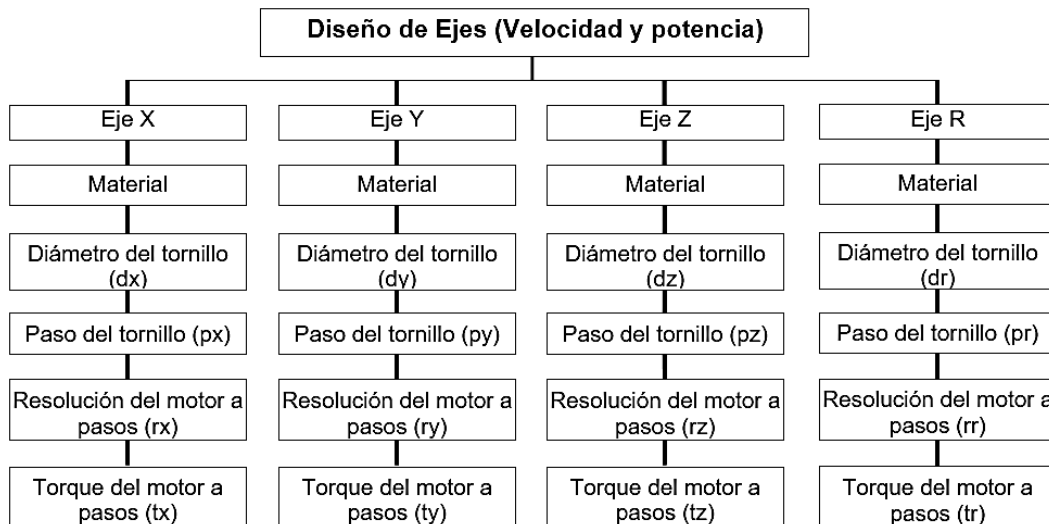 Diseño de Ejes (Velocidad y potencia)
Eje X
Material
Diámetro del tornillo
(dx)
Paso del tornillo (px)
Resolución del motor a
pasos (rx)
Torque del motor a
pasos (tx)
Eje Y
Material
Diámetro del tornillo
(dy)
Paso del tornillo (py)
Resolución del motor a
pasos (ry)
Torque del motor a
pasos (ty)
Eje Z
Material
Diámetro del tornillo
(dz)
Paso del tornillo (pz)
Resolución del motor a
pasos (rz)
Torque del motor a
pasos (tz)
Eje R
Material
Diámetro del tornillo
(dr)
Paso del tornillo (pr)
Resolución del motor a
pasos (rr)
Torque del motor a
pasos (tr)